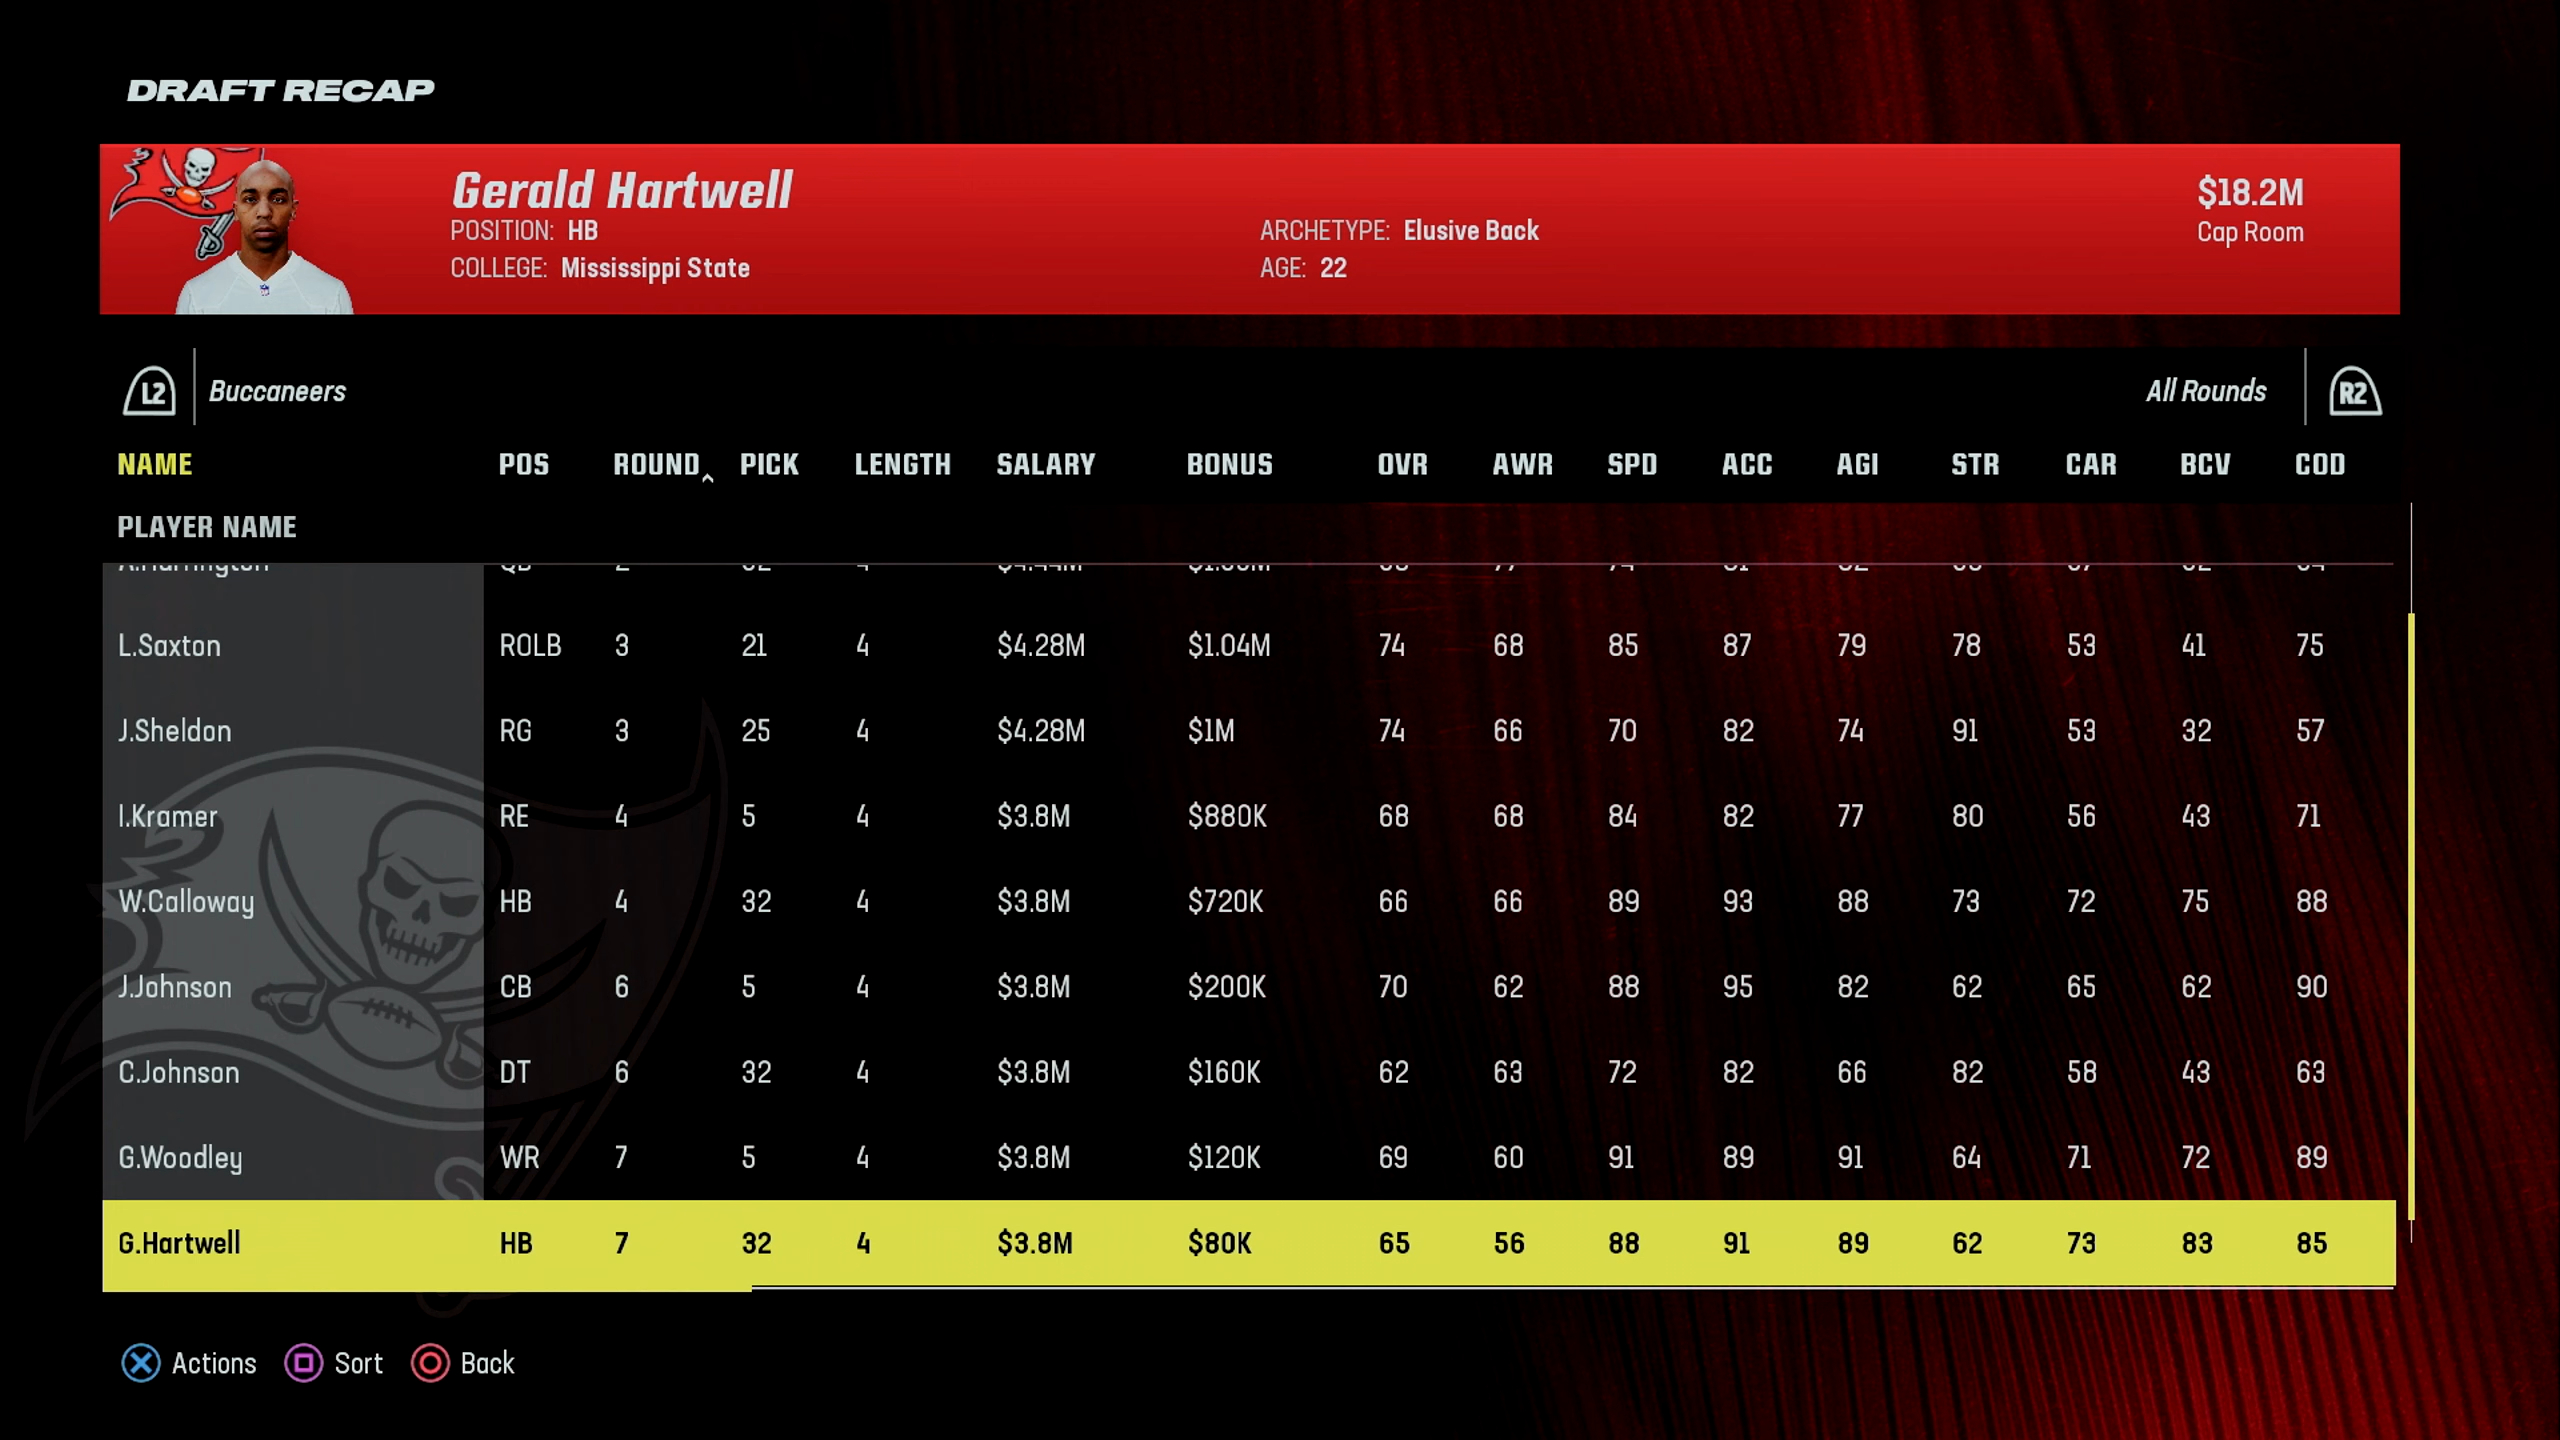 DRAFT RECAP
Gerald Hartwell
POSITION: HB
COLLEGE: Mississippi State
ARCHETYPE: Elusive Back
AGE: 22
$18.2M
Cap Room
L2 Buccaneers All Rounds R2
NAME POS ROUND PICK LENGTH SALARY BONUS OVR AWR SPD ACC AGI STR CAR BCV COD
PLAYER NAME
L.Saxton ROLB 3 21 4 $4.28M $1.04M 74 68 85 87 79 78 53 41 75
J.Sheldon RG 3 25 4 $4.28M $1M 74 66 70 82 74 91 53 32 57
I.Kramer RE 4 5 4 $3.8M $880K 68 68 84 82 77 80 56 43 71
W.Calloway HB 4 32 4 $3.8M $720K 66 66 89 93 88 73 72 75 88
J.Johnson CB 6 5 4 $3.8M $200K 70 62 88 95 82 62 65 62 90
C.Johnson DT 6 32 4 $3.8M $160K 62 63 72 82 66 82 58 43 63
G.Woodley WR 7 5 4 $3.8M $120K 69 60 91 89 91 64 71 72 89
G.Hartwell HB 7 32 4 $3.8M $80K 65 56 88 91 89 62 73 83 85
Actions Sort Back